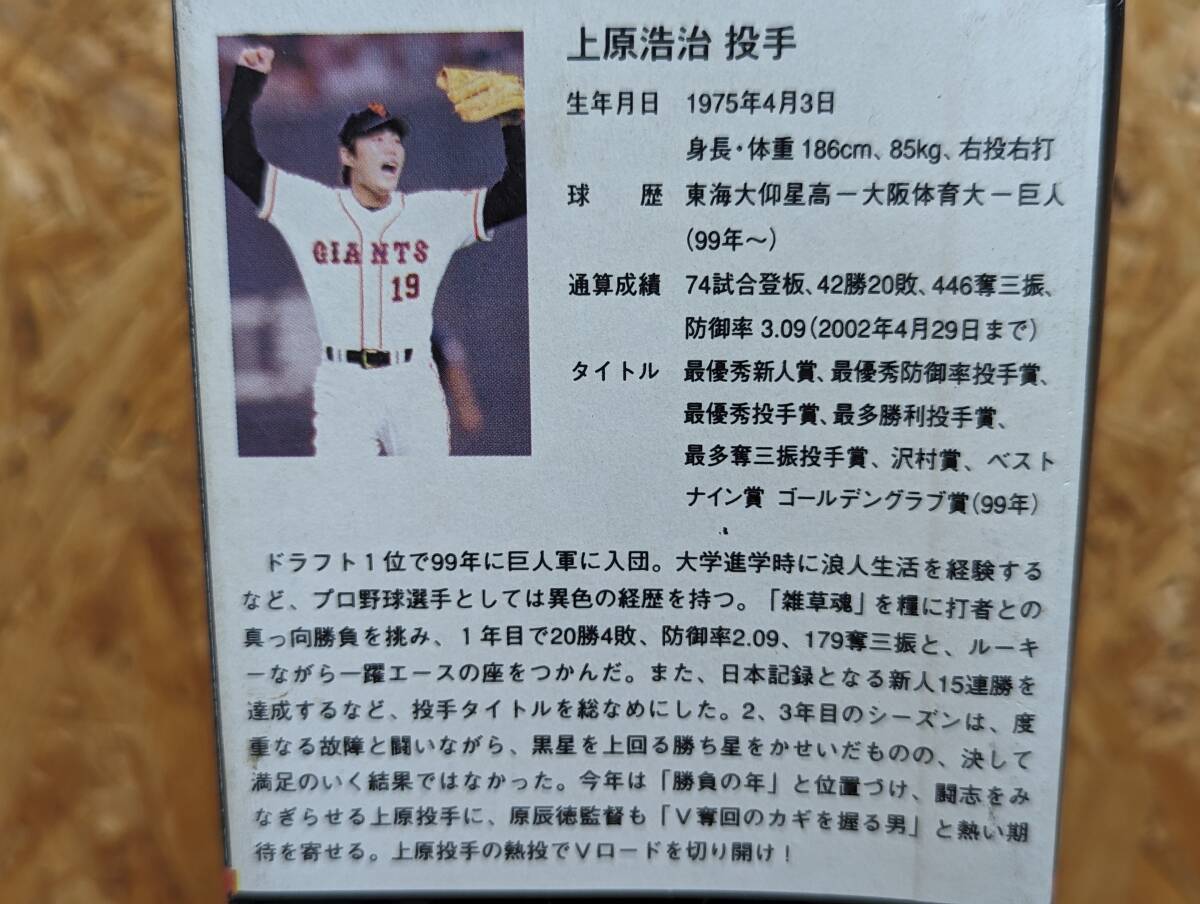 上原浩治 投手
生年月日 1975年4月3日
身長・体重 186cm、85kg、右投右打
球 歴 東海大仰星高ー大阪体育大ー巨人
(99年～)
通算成績 74試合登板、42勝20敗、446奪三振、
防御率 3.09(2002年4月29日まで)
タイトル 最優秀新人賞、最優秀防御率投手賞、
最優秀投手賞、最多勝利投手賞、
最多奪三振投手賞、沢村賞、ベスト
ナイン賞 ゴールデングラブ賞(99年)
ドラフト1位で99年に巨人軍に入団。大学進学時に浪人生活を経験する
など、プロ野球選手としては異色の経歴を持つ。「雑草魂」を糧に打者との
真っ向勝負を挑み、1年目で20勝4敗、防御率2.09、179奪三振と、ルーキ
ーながら一躍エースの座をつかんだ。また、日本記録となる新人15連勝を
達成するなど、投手タイトルを総なめにした。2、3年目のシーズンは、度
重なる故障と闘いながら、黒星を上回る勝ち星をかせいだものの、決して
満足のいく結果ではなかった。今年は「勝負の年」と位置づけ、闘志をみ
なぎらせる上原投手に、原辰徳監督も「V奪回のカギを握る男」と熱い期
待を寄せる。上原投手の熱投でVロードを切り開け！
GIANTS
19